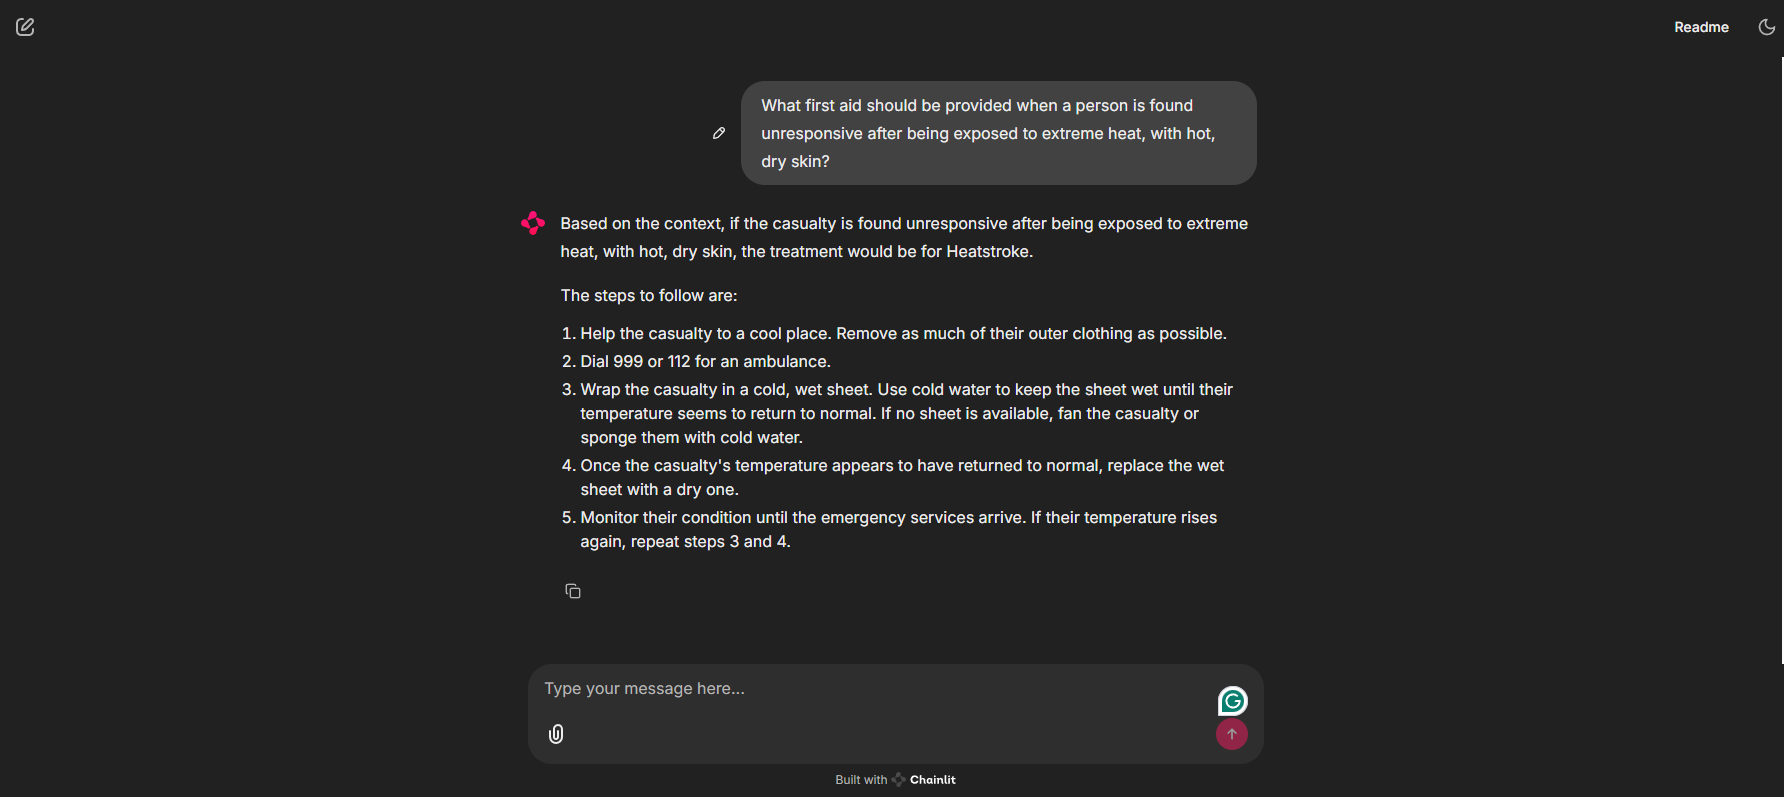 Readme
What first aid should be provided when a person is found
unresponsive after being exposed to extreme heat, with hot,
dry skin?
Based on the context, if the casualty is found unresponsive after being exposed to extreme
heat, with hot, dry skin, the treatment would be for Heatstroke.
The steps to follow are:
1. Help the casualty to a cool place. Remove as much of their outer clothing as possible.
2. Dial 999 or 112 for an ambulance.
3. Wrap the casualty in a cold, wet sheet. Use cold water to keep the sheet wet until their
temperature seems to return to normal. If no sheet is available, fan the casualty or
sponge them with cold water.
4. Once the casualty's temperature appears to have returned to normal, replace the wet
sheet with a dry one.
5. Monitor their condition until the emergency services arrive. If their temperature rises
again, repeat steps 3 and 4.
Type your message here...
Built with Chainlit